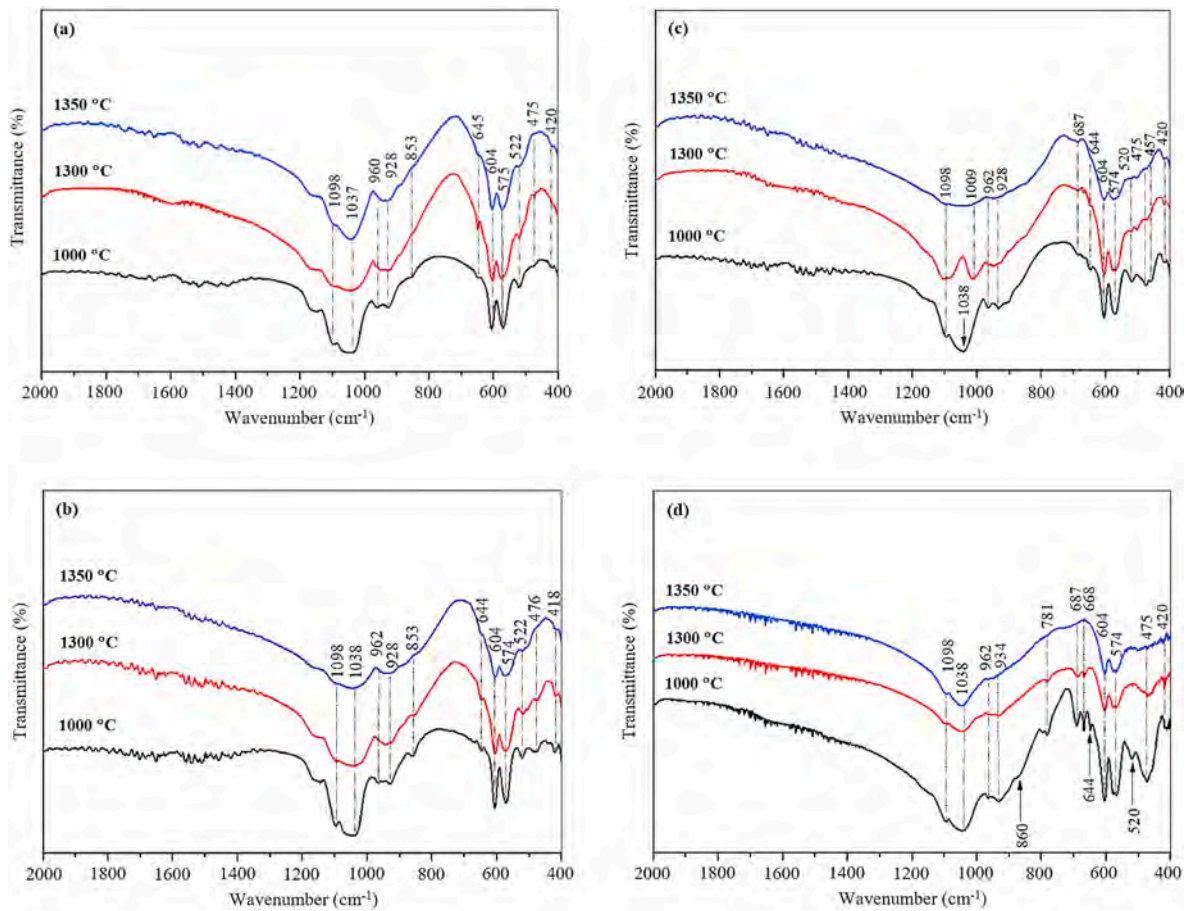 (a)
1350 °C
1300 °C
1000 °C
1098
1037
960
928
853
645
604
575
522
475
420
Transmittance (%)
2000 1800 1600 1400 1200 1000 800 600 400
Wavenumber (cm-1)
(c)
1350 °C
1300 °C
1000 °C
1098
1038
1009
962
928
687
644
604
574
520
475
457
420
Transmittance (%)
2000 1800 1600 1400 1200 1000 800 600 400
Wavenumber (cm-1)
(b)
1350 °C
1300 °C
1000 °C
1098
1038
962
928
853
644
604
574
522
476
418
Transmittance (%)
2000 1800 1600 1400 1200 1000 800 600 400
Wavenumber (cm-1)
(d)
1350 °C
1300 °C
1000 °C
1098
1038
962
934
860
781
687
668
644
604
574
520
475
420
Transmittance (%)
2000 1800 1600 1400 1200 1000 800 600 400
Wavenumber (cm-1)